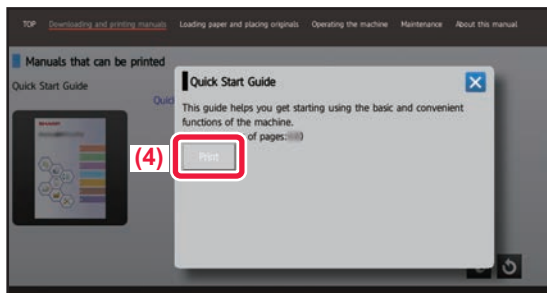 TOP Downloading and printing manuals Loading paper and placing originals Operating the machine Maintenance About this manual
Manuals that can be printed
Quick Start Guide
Quick Start Guide
This guide helps you get starting using the basic and convenient
functions of the machine.
of pages:
(4)
Print
SHARP